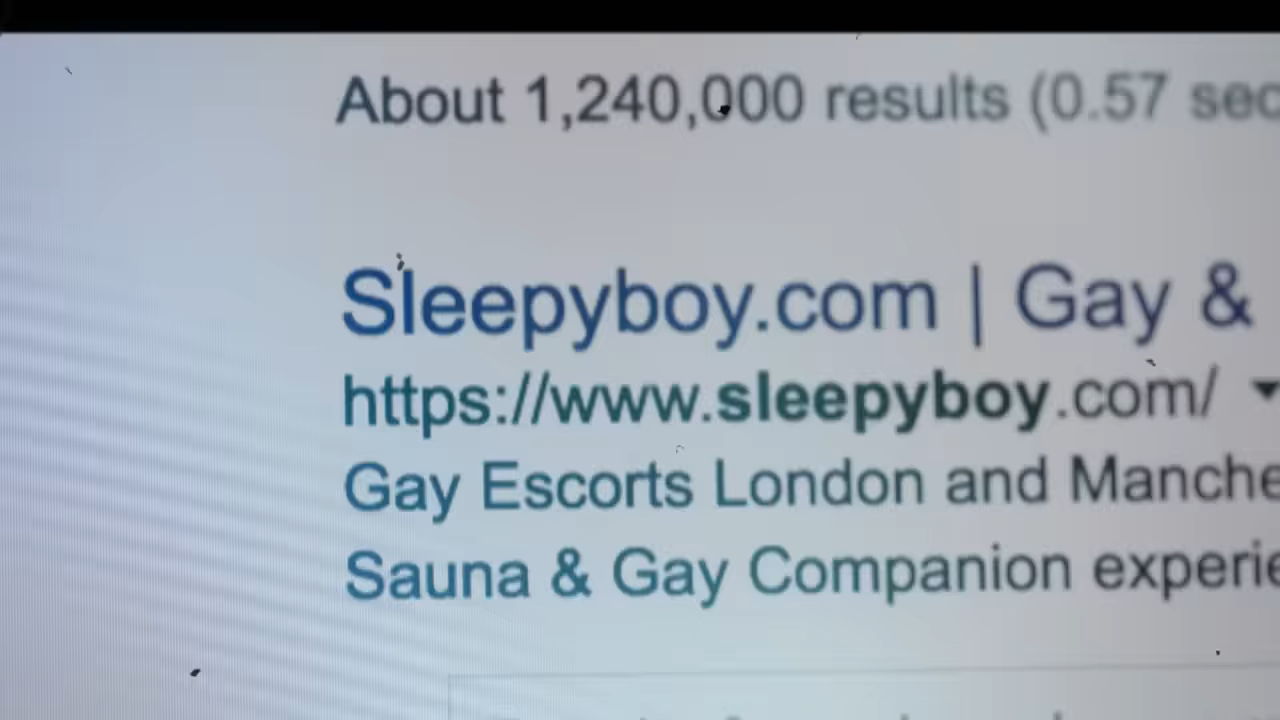 About 1,240,000 results (0.57 sec
Sleepyboy.com | Gay &
https://www.sleepyboy.com/
Gay Escorts London and Manche
Sauna & Gay Companion experie